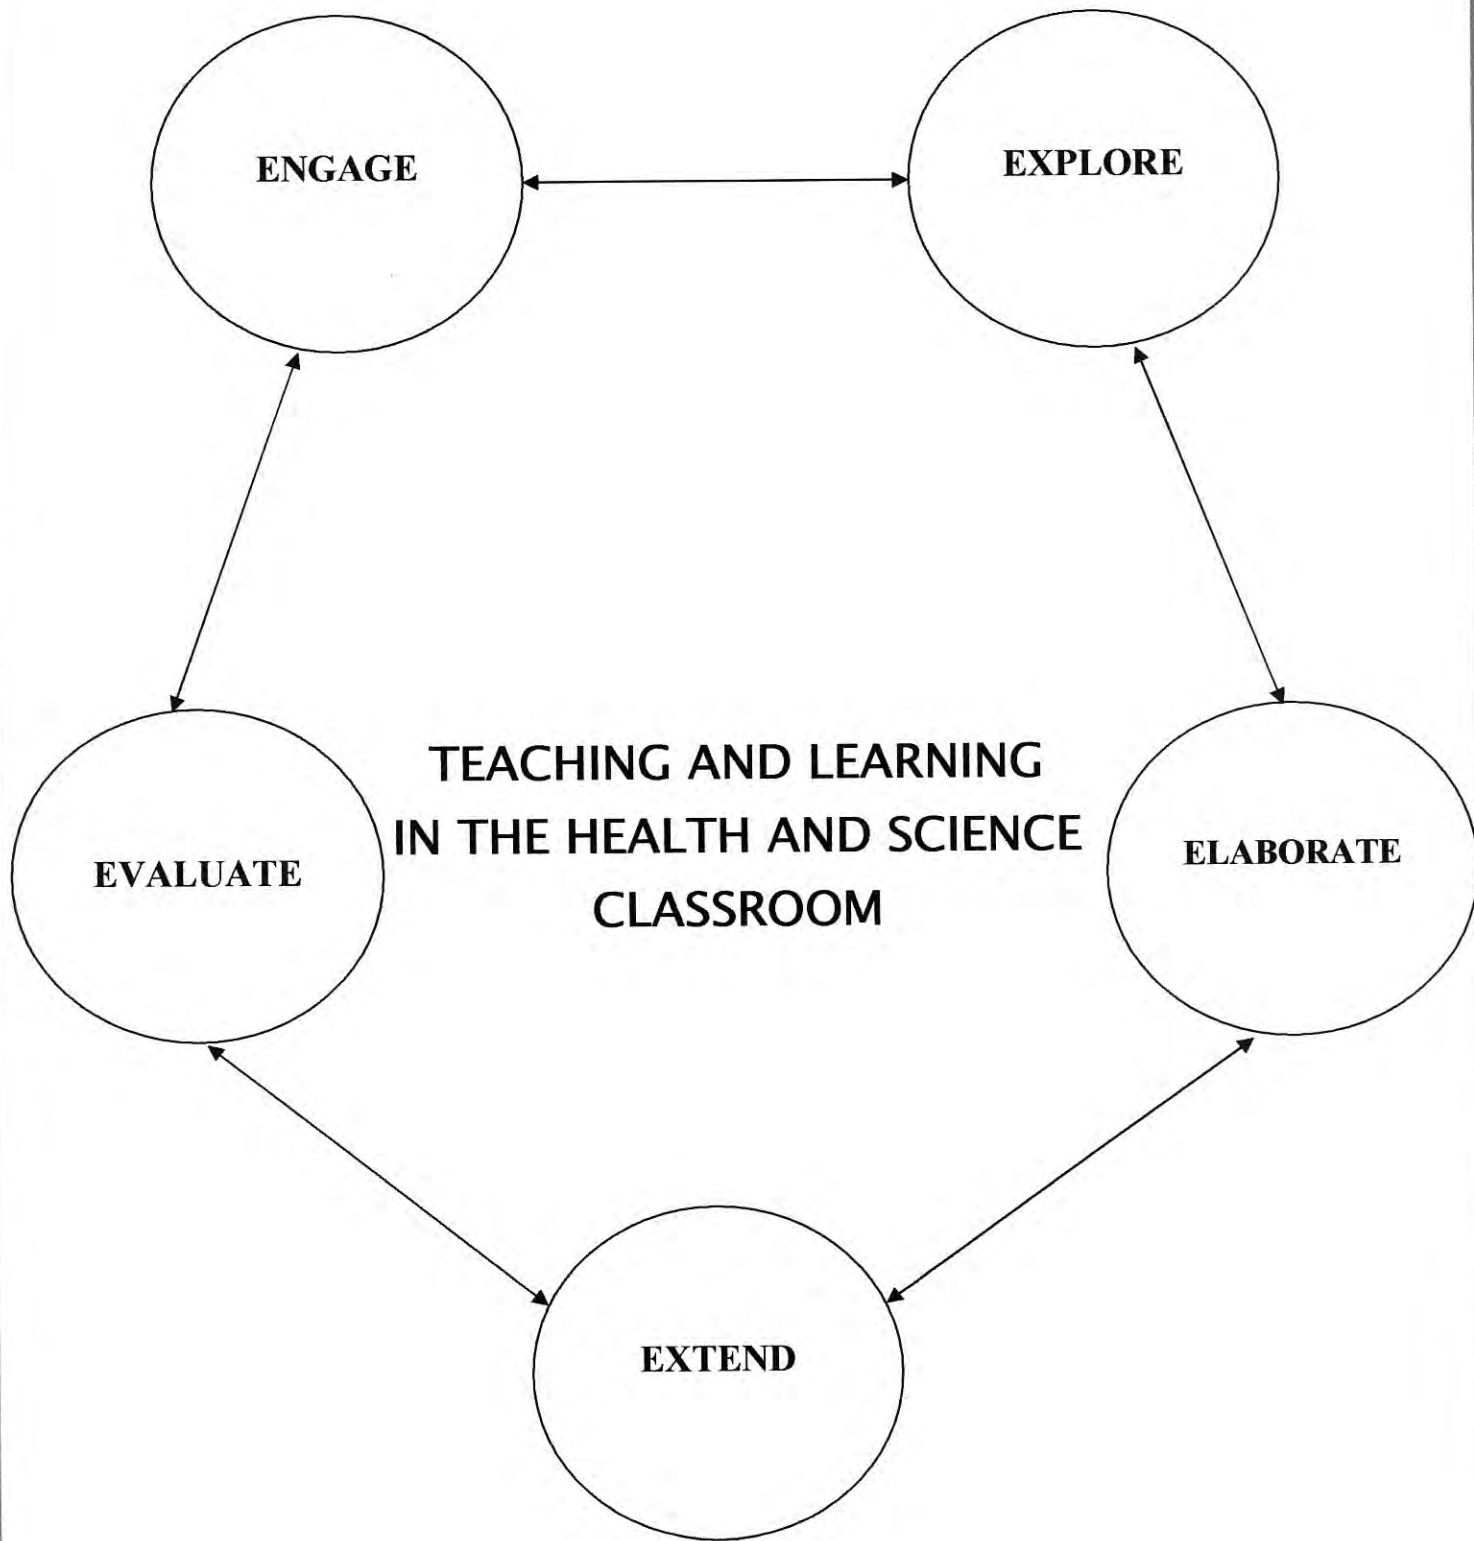 ENGAGE
EXPLORE
TEACHING AND LEARNING
IN THE HEALTH AND SCIENCE
CLASSROOM
EVALUATE
ELABORATE
EXTEND